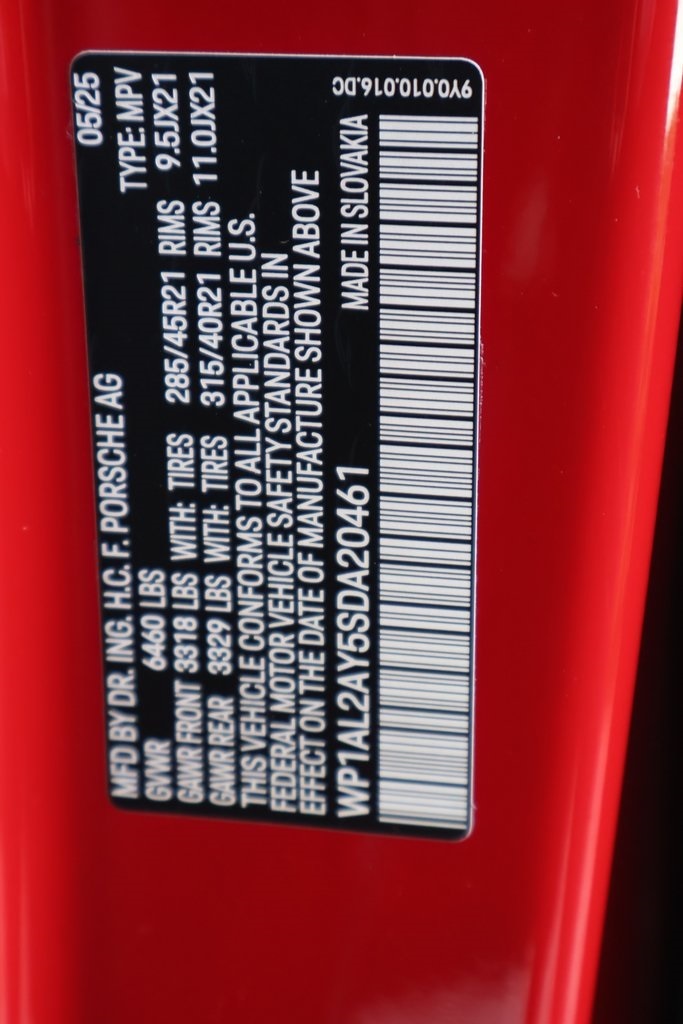 MFD BY DR. ING. H.C. F. PORSCHE AG 05/25
GVWR 6460 LBS TYPE: MPV
GAWR FRONT 3318 LBS WITH: TIRES 285/45R21 RIMS 9.5JX21
GAWR REAR 3329 LBS WITH: TIRES 315/40R21 RIMS 11.0JX21
THIS VEHICLE CONFORMS TO ALL APPLICABLE U.S.
FEDERAL MOTOR VEHICLE SAFETY STANDARDS IN
EFFECT ON THE DATE OF MANUFACTURE SHOWN ABOVE
WP1AL2AY5SDA20461 MADE IN SLOVAKIA
9Y0.010.016.DC